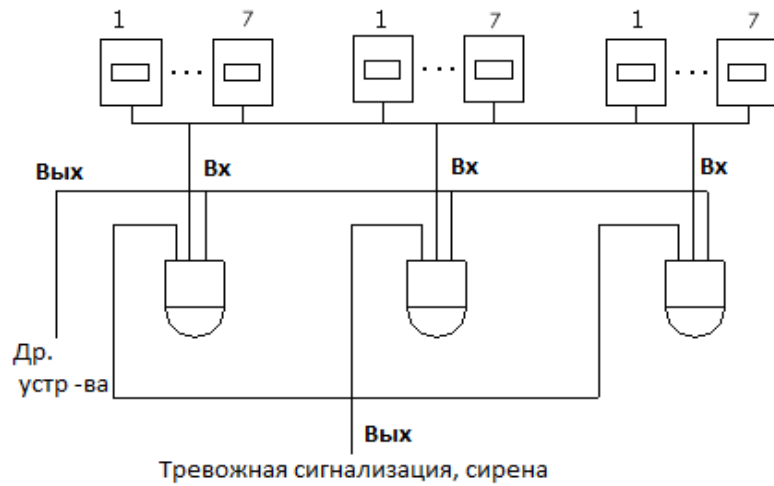 1 7 1 7 1 7
Вых Вх Вх Вх
Др.
устр -ва
Вых
Тревожная сигнализация, сирена